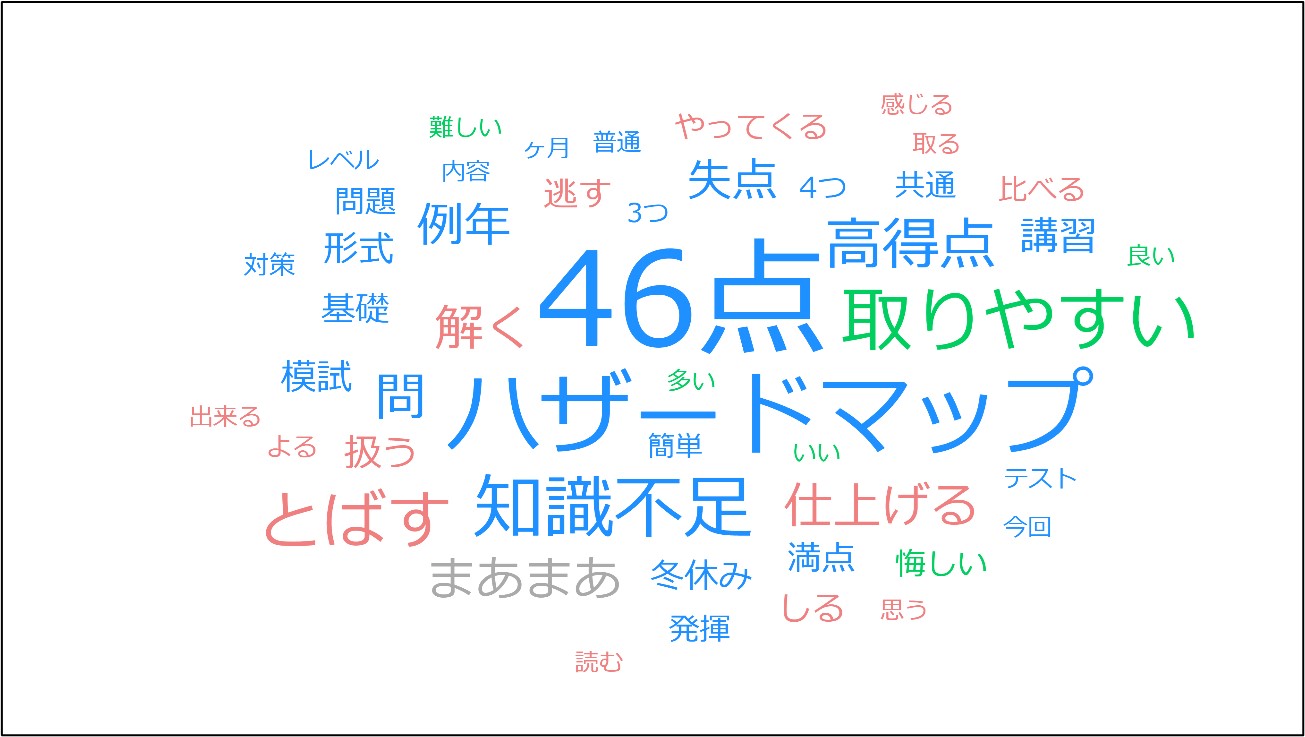 感じる
難しい
やってくる
ヶ月
普通
取る
レベル
内容
失点
4つ
共通
比べる
問題
逃す
3つ
例年
高得点
講習
形式
良い
対策
46点
取りやすい
基礎
解く
模試
問
多い
ハザードマップ
出来る
よる
扱う
簡単
いい
テスト
とばす
知識不足
仕上げる
今回
まあまあ
冬休み
満点
悔しい
しる
思う
発揮
読む